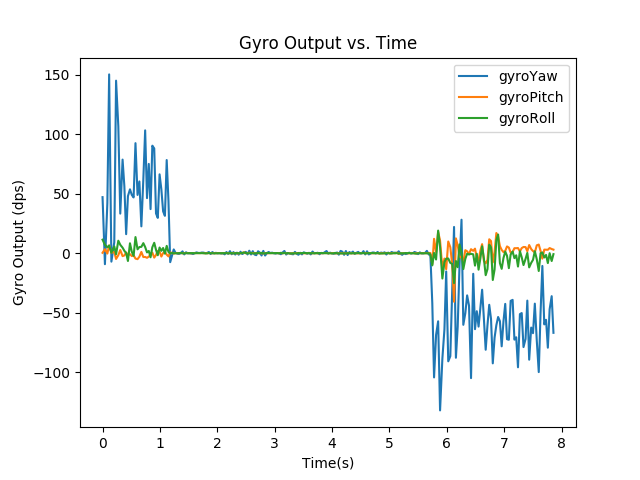 Gyro Output vs. Time
gyroYaw
gyroPitch
gyroRoll
150
100
50
0
−50
−100
Gyro Output (dps)
0 1 2 3 4 5 6 7 8
Time(s)